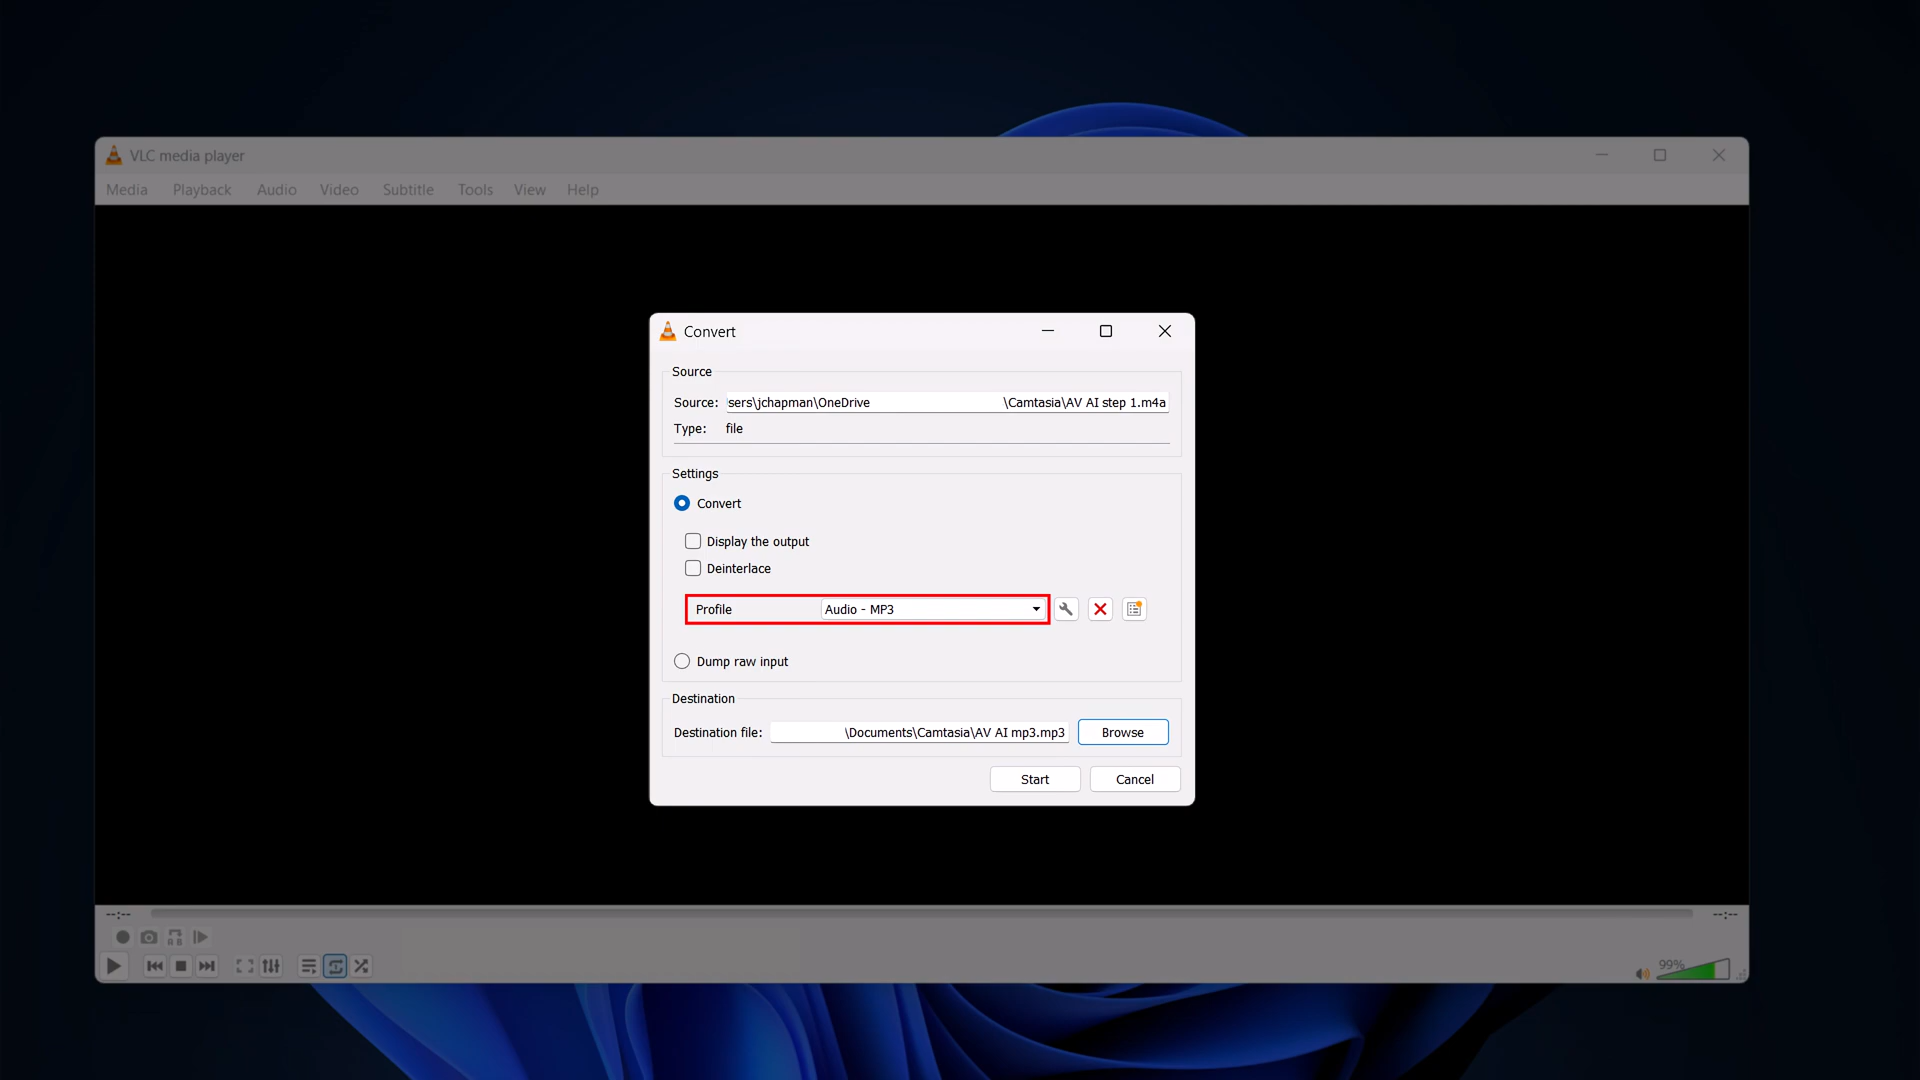 VLC media player
Media Playback Audio Video Subtitle Tools View Help
Convert
Source
Source: sers\jchapman\OneDrive \Camtasia\AV AI step 1.m4a
Type: file
Settings
Convert
Display the output
Deinterlace
Profile Audio - MP3
Dump raw input
Destination
Destination file: \Documents\Camtasia\AV AI mp3.mp3 Browse
Start Cancel
--:-- --:--
A B
99%